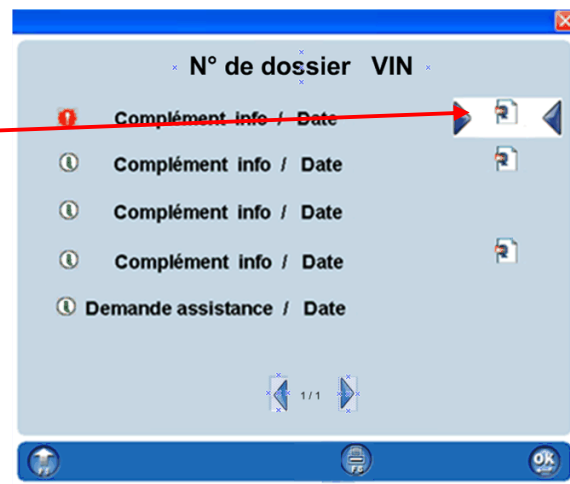 N° de dossier VIN
Complément info / Date
Complément info / Date
Complément info / Date
Complément info / Date
Demande assistance / Date
1 / 1
OK